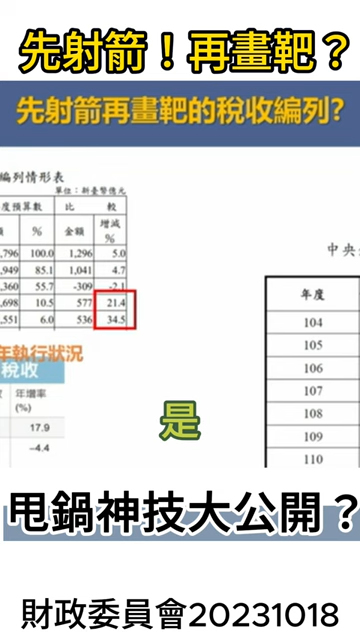 先射箭！再畫靶？
先射箭再畫靶的稅收編列？
編列情形表
單位：新臺幣億元
度預算數 比 較
% 金額 增減 %
,796 100.0 1,296 5.0
,949 85.1 1,041 4.7
,360 55.7 -309 -2.1
,698 10.5 577 21.4
,551 6.0 536 34.5
年執行狀況
稅收
年增率
(%)
17.9
-4.4
中央
年度
104
105
106
107
108
109
110
是
甩鍋神技大公開？
財政委員會20231018